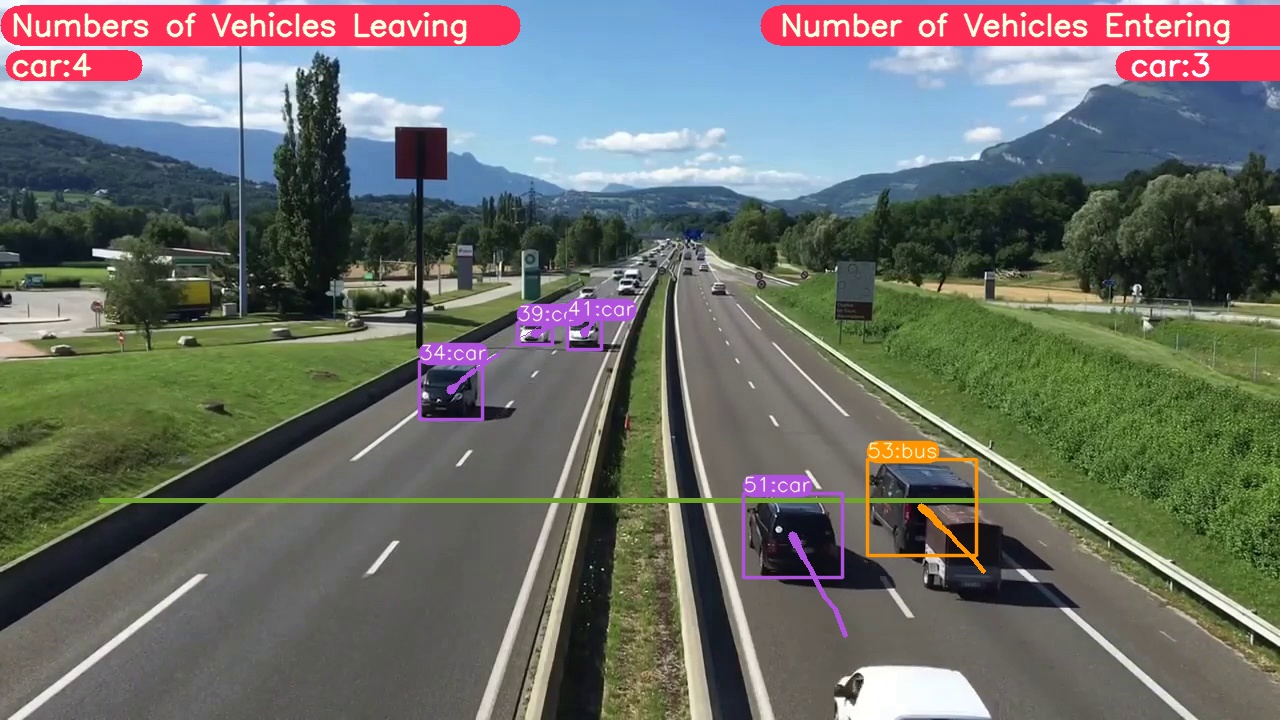 Numbers of Vehicles Leaving
Number of Vehicles Entering
car:4
car:3
39:c
41:car
34:car
53:bus
51:car